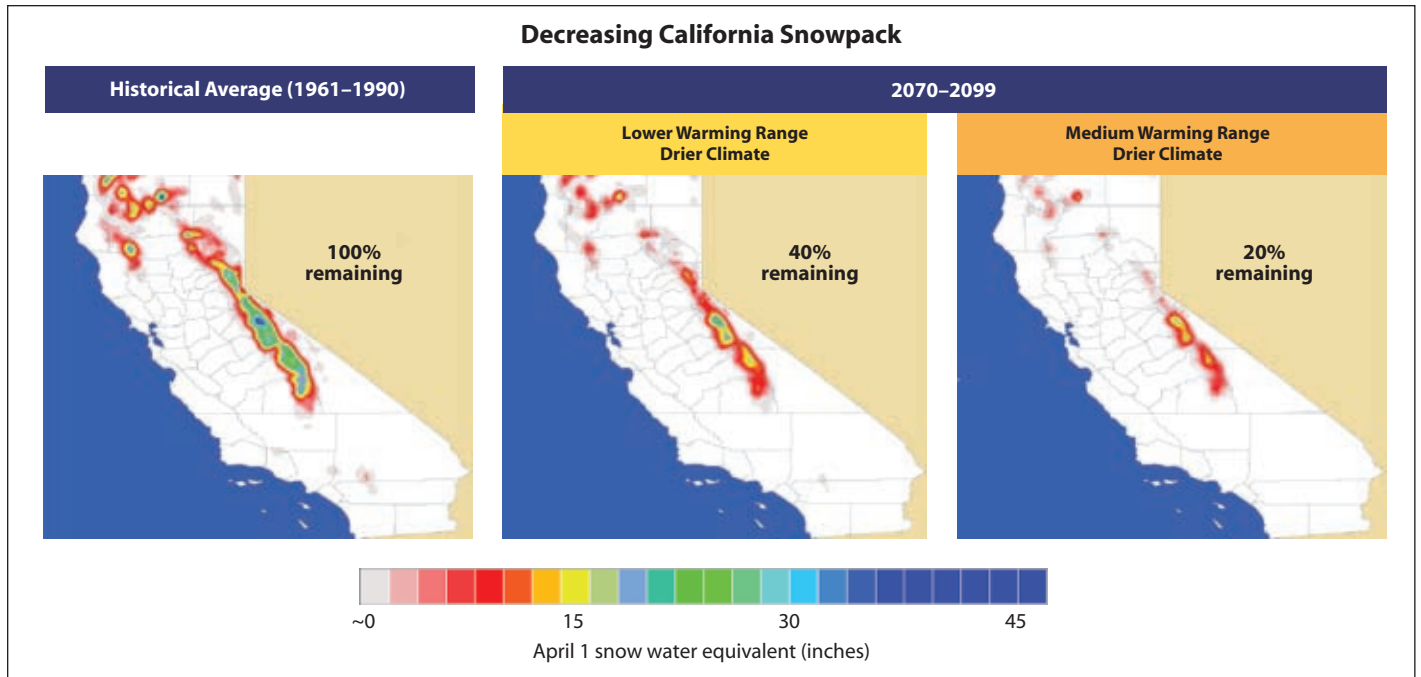 Decreasing California Snowpack
Historical Average (1961–1990)
2070–2099
Lower Warming Range
Drier Climate
Medium Warming Range
Drier Climate
100%
remaining
40%
remaining
20%
remaining
~0
15
30
45
April 1 snow water equivalent (inches)